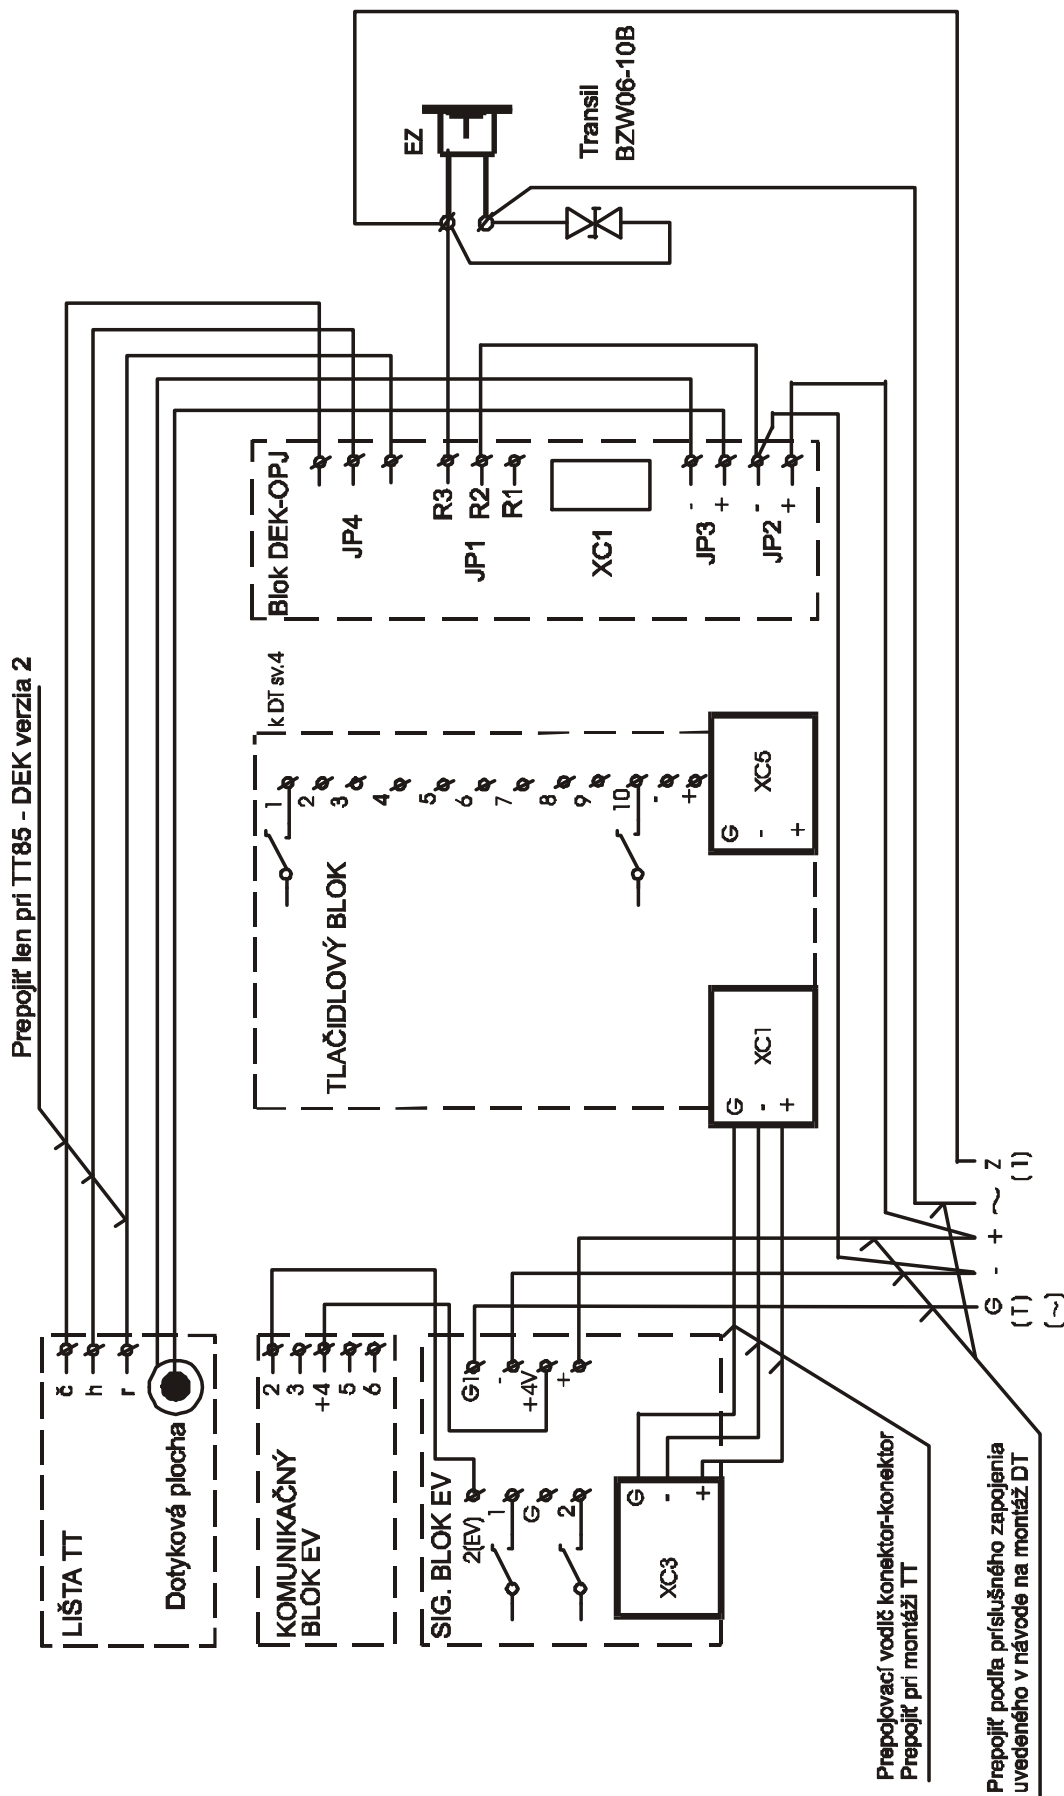 Prepojiť len pri TT85 - DEK verzia 2
EZ
Transil
BZW06-10B
Blok DEK-OPJ
JP4
R3
R2
R1
JP1
XC1
-
+
JP3
-
+
JP2
k DT sv.4
TLAČIDLOVÝ BLOK
1
2
3
4
5
6
7
8
9
10
-
+
XC5
G
-
+
XC1
G
-
+
LIŠTA TT
č
h
r
Dotyková plocha
KOMUNIKAČNÝ
BLOK EV
2
3
+4
5
6
SIG. BLOK EV
G1
-
+4V
+
2(EV)
1
G
2
XC3
G
-
+
G
(T)
(~)
-
+
~
Z
(1)
Prepojovací vodič konektor-konektor
Prepojiť pri montáži TT
Prepojiť podľa príslušného zapojenia
uvedeného v návode na montáž DT